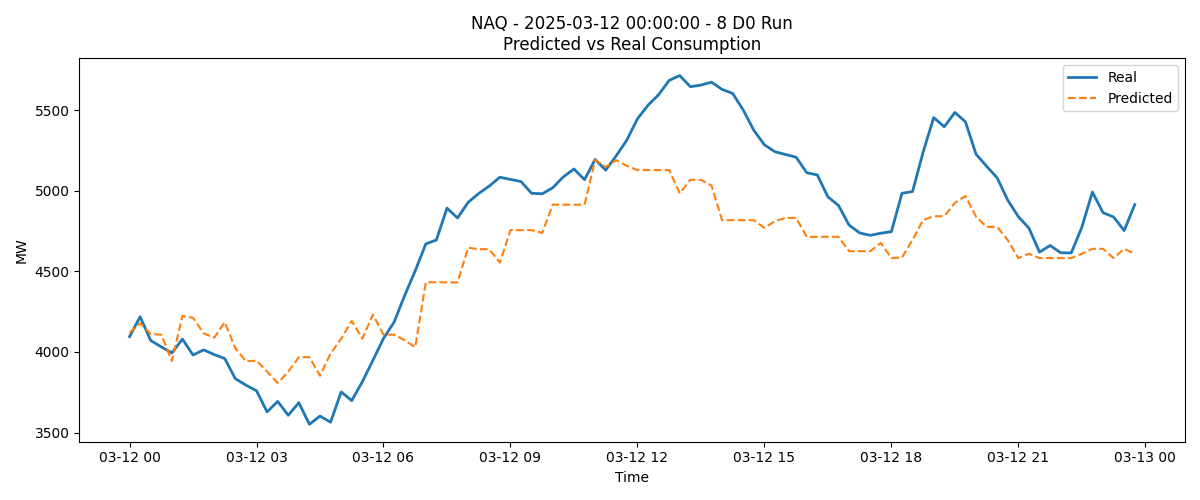 NAQ - 2025-03-12 00:00:00 - 8 D0 Run
Predicted vs Real Consumption
Real
Predicted
MW
5500
5000
4500
4000
3500
03-12 00
03-12 03
03-12 06
03-12 09
03-12 12
03-12 15
03-12 18
03-12 21
03-13 00
Time